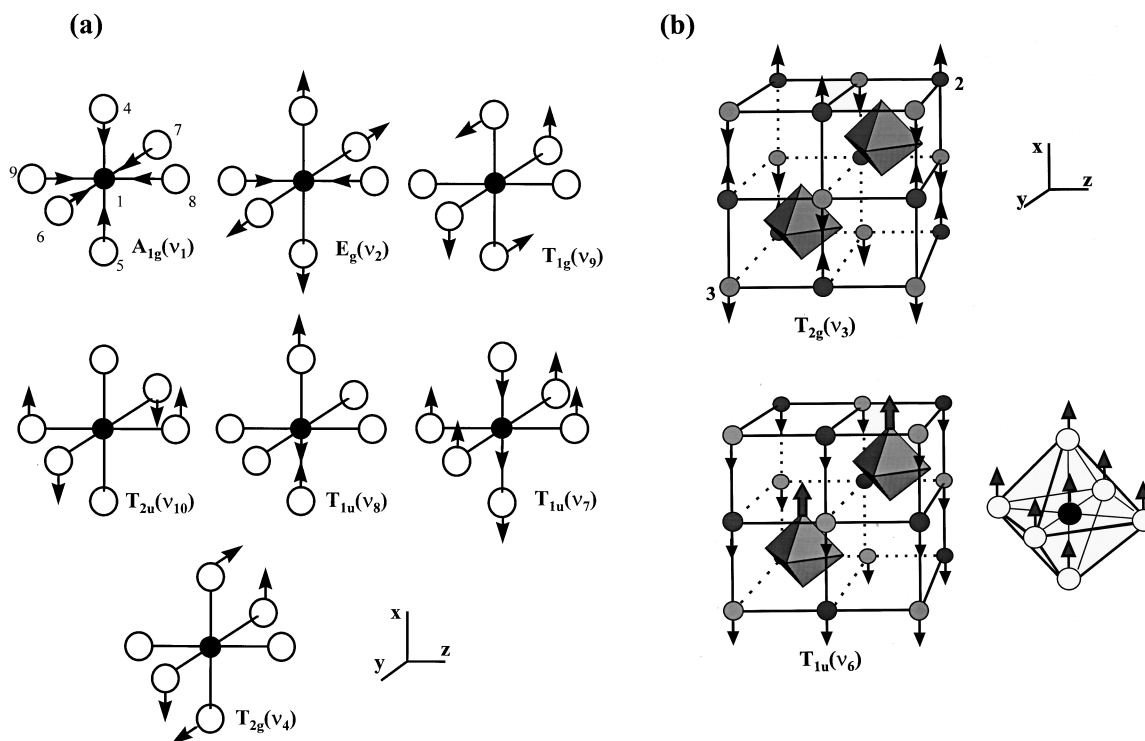 (a)
4
7
9
1
8
6
5
A1g(ν1)
Eg(ν2)
T1g(ν9)
T2u(ν10)
T1u(ν8)
T1u(ν7)
T2g(ν4)
x
y
z
(b)
2
3
T2g(ν3)
x
y
z
T1u(ν6)